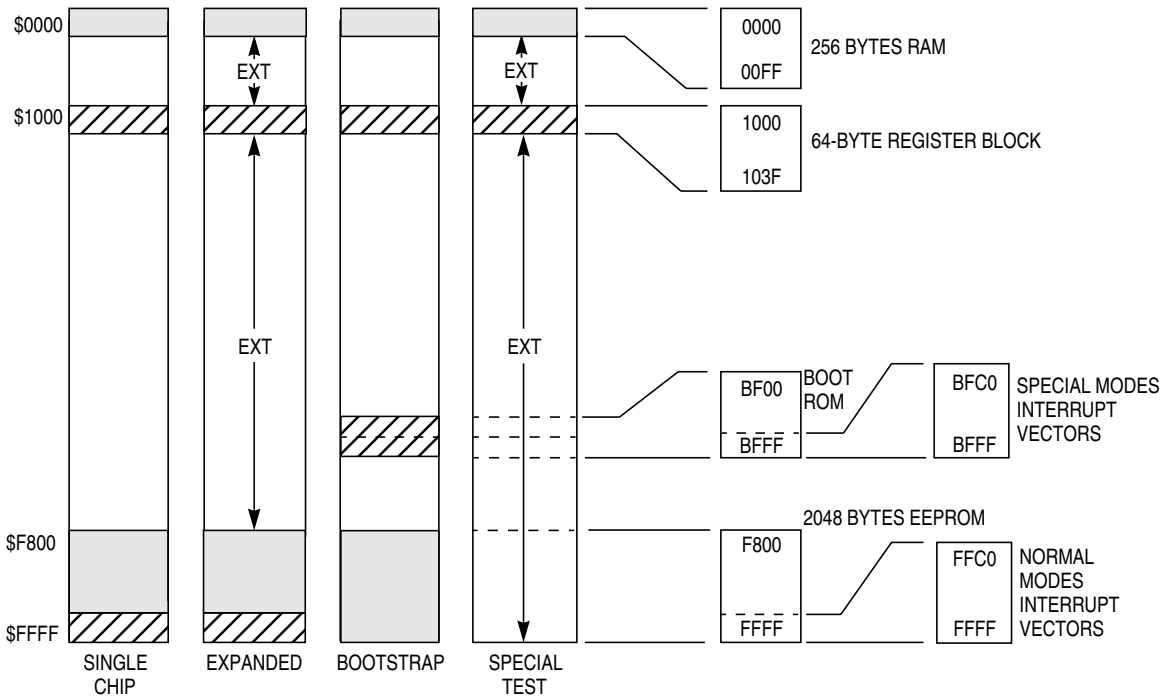 $0000
$1000
$F800
$FFFF
EXT
EXT
EXT
EXT
0000
00FF
256 BYTES RAM
1000
103F
64-BYTE REGISTER BLOCK
BF00
BFFF
BOOT
ROM
BFC0
BFFF
SPECIAL MODES
INTERRUPT
VECTORS
2048 BYTES EEPROM
F800
FFFF
FFC0
FFFF
NORMAL
MODES
INTERRUPT
VECTORS
SINGLE
CHIP
EXPANDED
BOOTSTRAP
SPECIAL
TEST